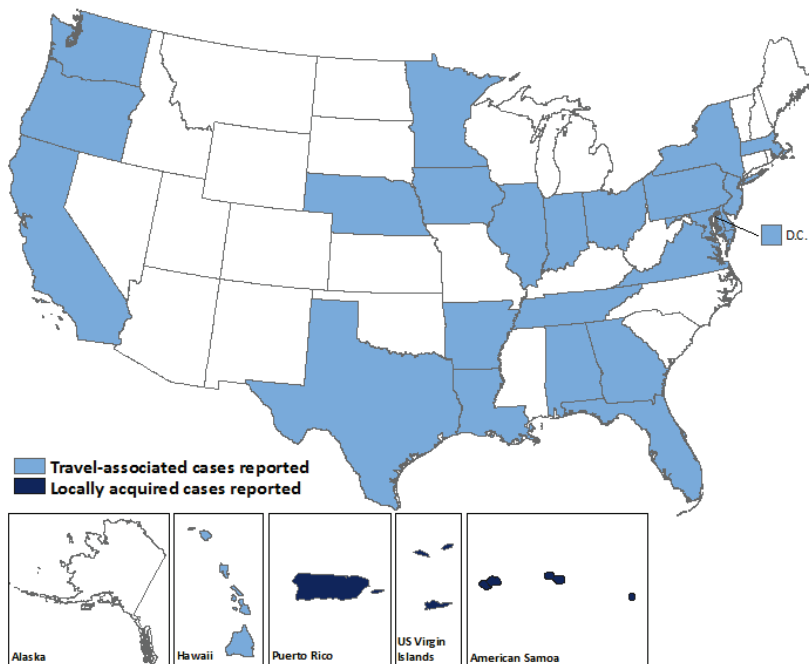 D.C.
Travel-associated cases reported
Locally acquired cases reported
Alaska
Hawaii
Puerto Rico
US Virgin
Islands
American Samoa